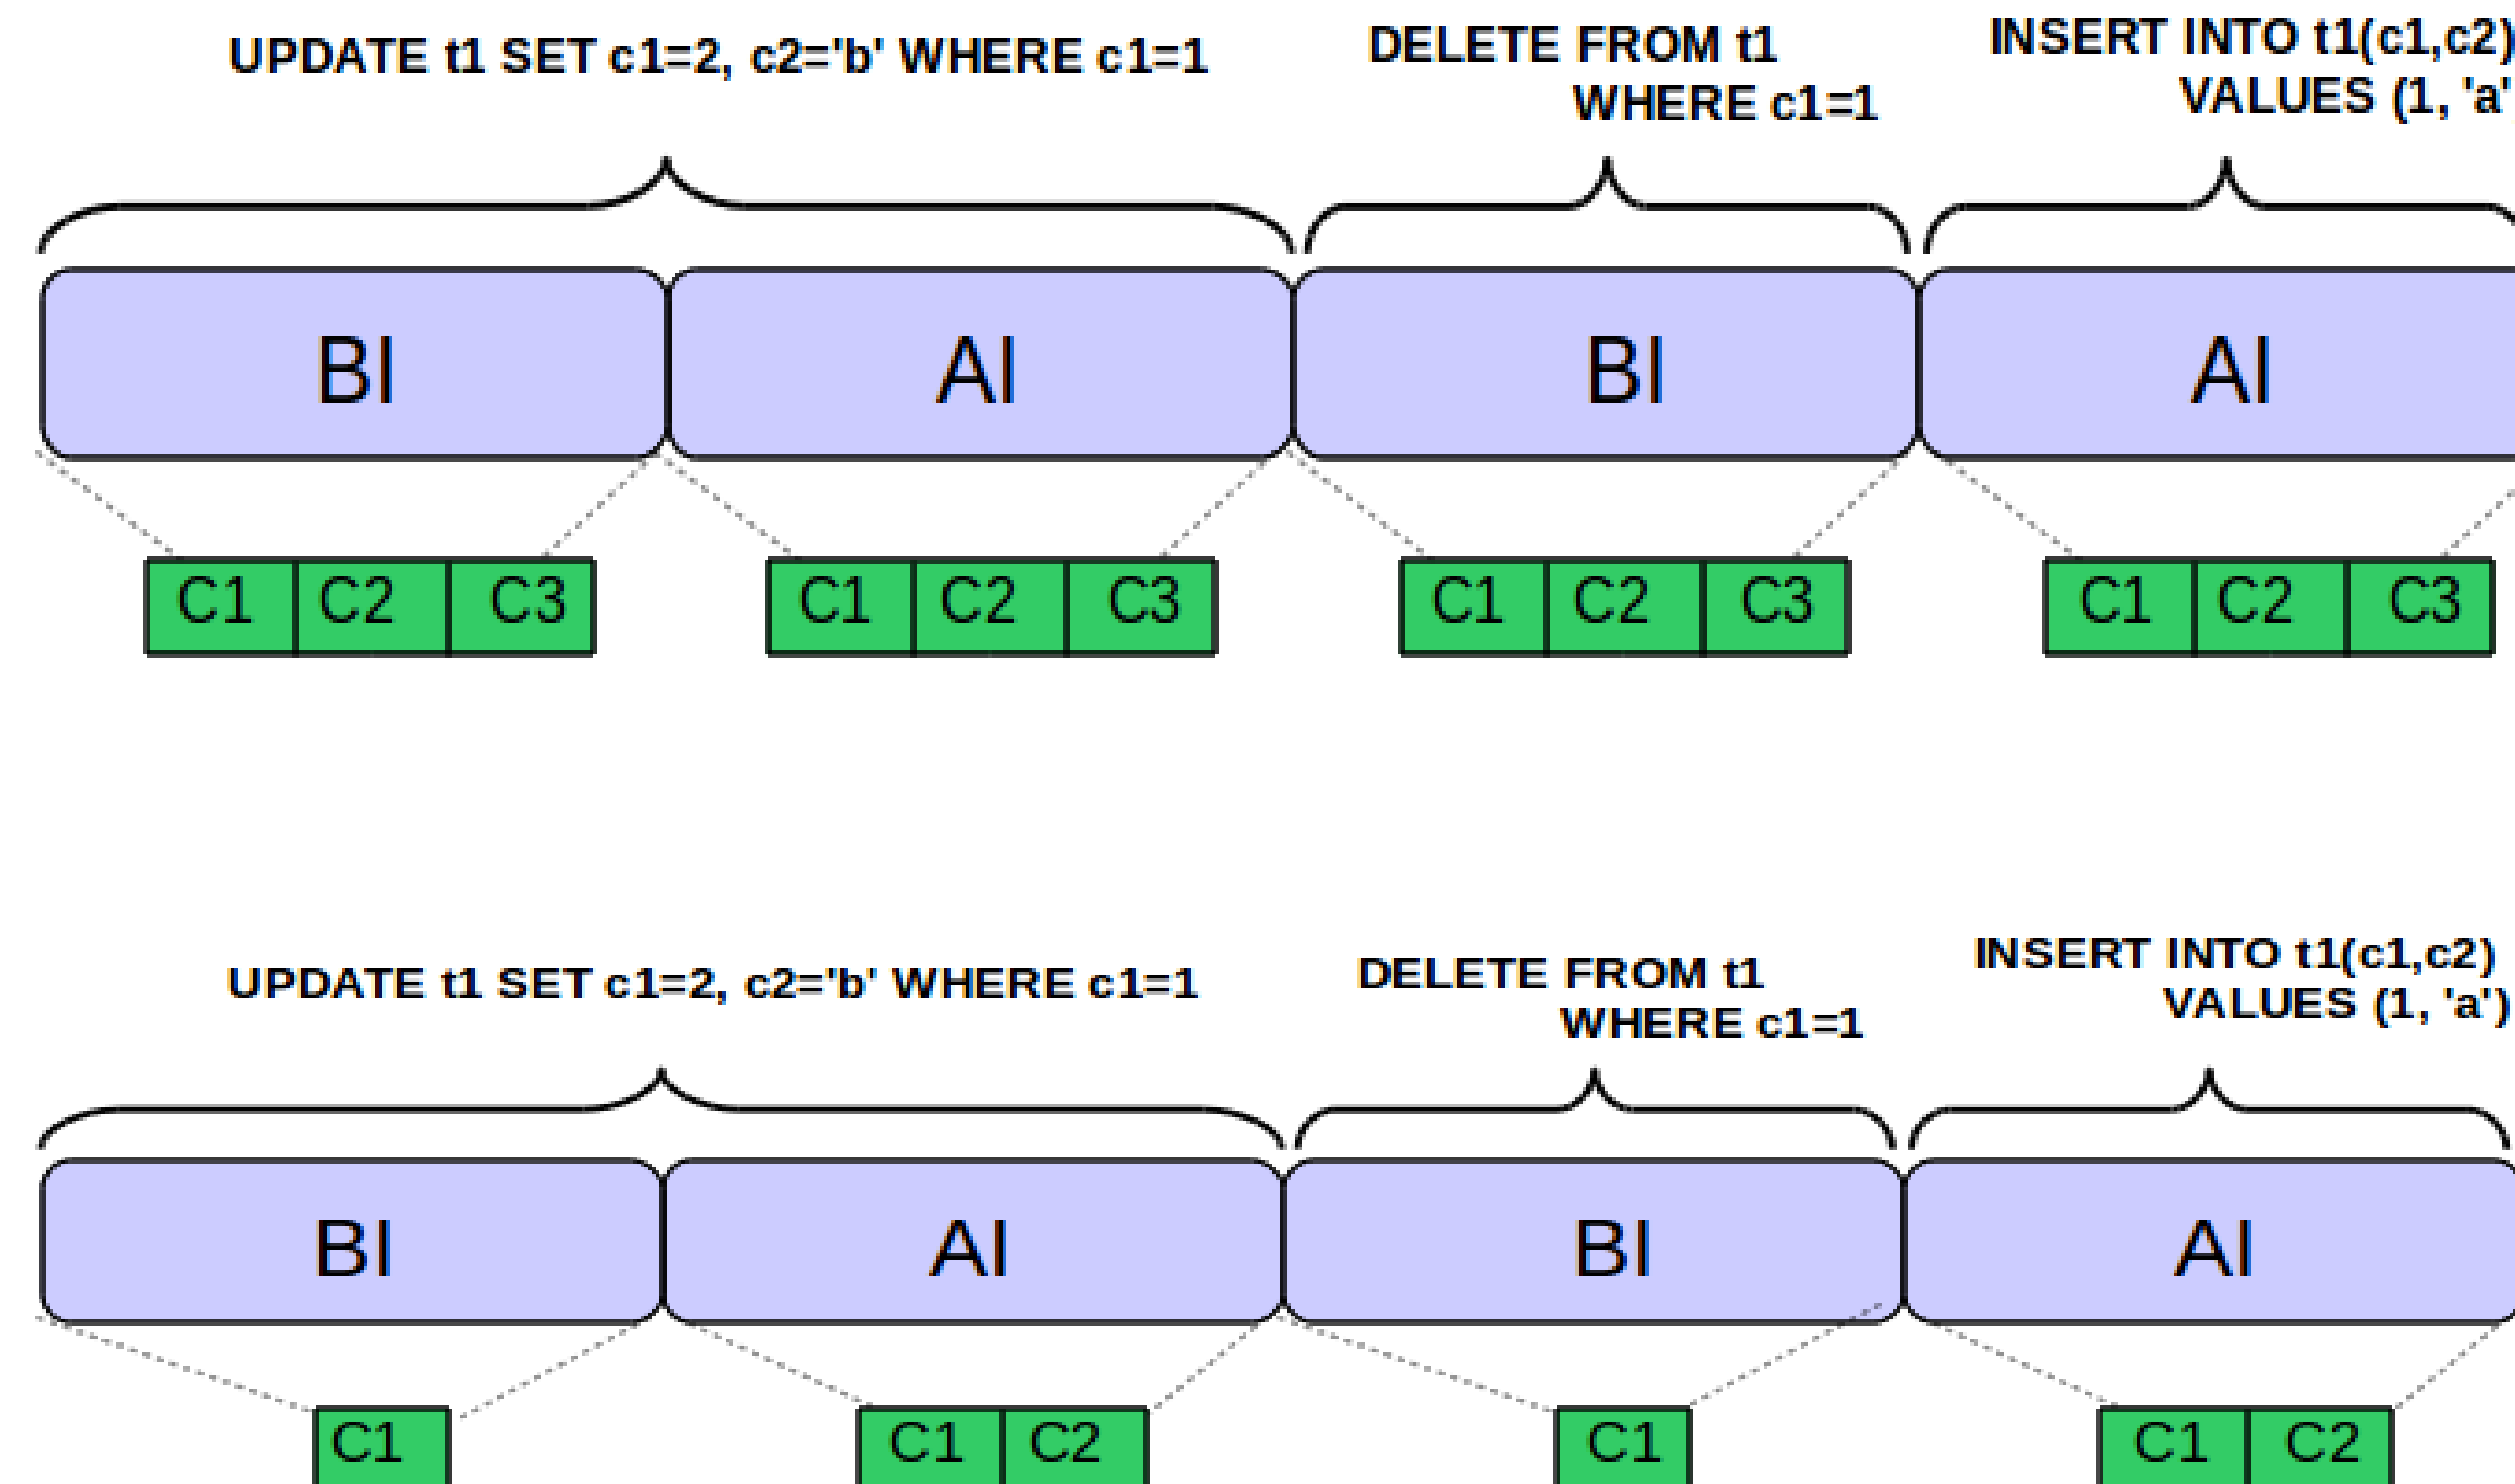 UPDATE t1 SET c1=2, c2='b' WHERE c1=1
DELETE FROM t1
WHERE c1=1
INSERT INTO t1(c1,c2)
VALUES (1, 'a'
BI
AI
BI
AI
C1 C2 C3
C1 C2 C3
C1 C2 C3
C1 C2 C3
UPDATE t1 SET c1=2, c2='b' WHERE c1=1
DELETE FROM t1
WHERE c1=1
INSERT INTO t1(c1,c2)
VALUES (1, 'a')
BI
AI
BI
AI
C1
C1 C2
C1
C1 C2